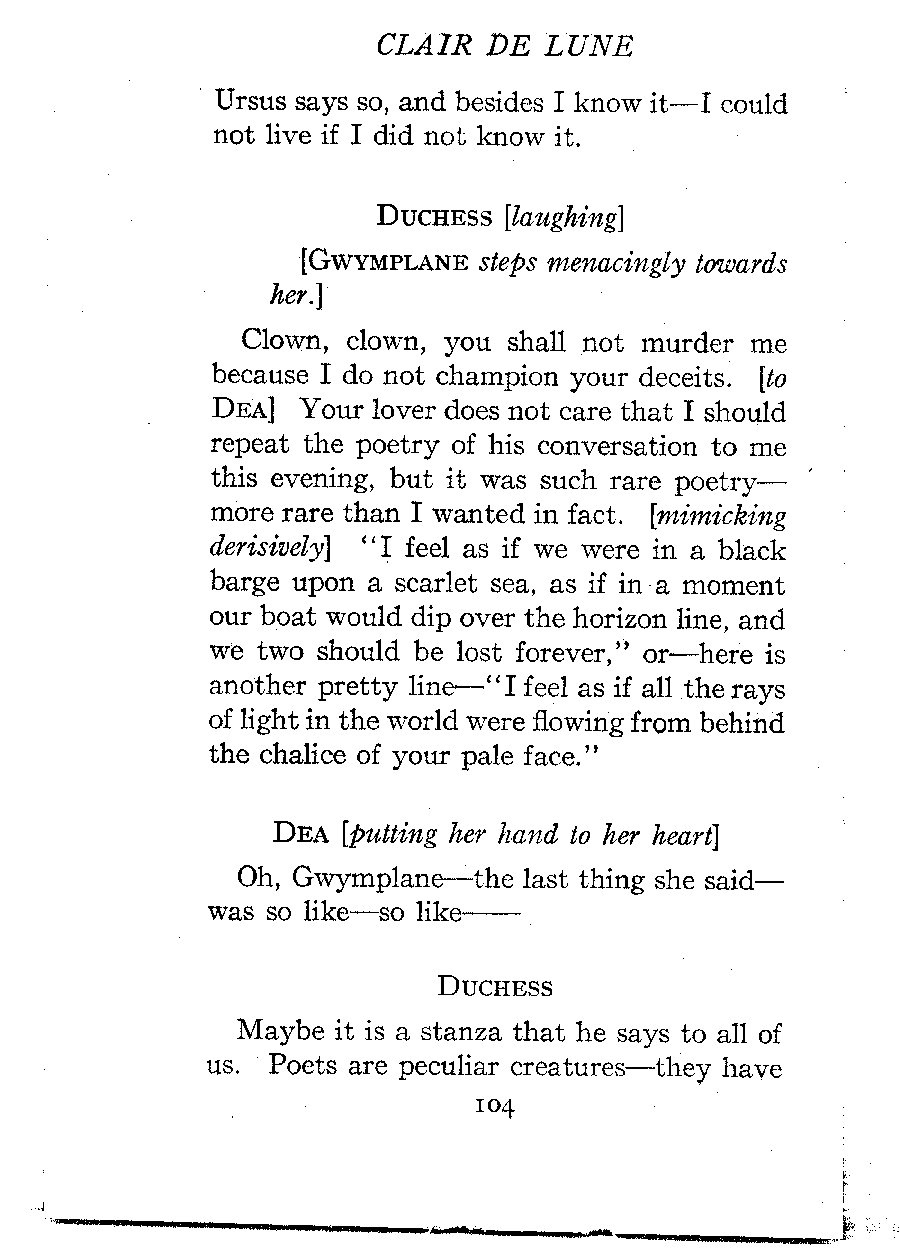 CLAIR DE LUNE
Ursus says so, and besides I know it—I could
not live if I did not know it.
DUCHESS [laughing]
[GWYMPLANE steps menacingly towards
her.]
Clown, clown, you shall not murder me
because I do not champion your deceits. [to
DEA] Your lover does not care that I should
repeat the poetry of his conversation to me
this evening, but it was such rare poetry—
more rare than I wanted in fact. [mimicking
derisively] "I feel as if we were in a black
barge upon a scarlet sea, as if in a moment
our boat would dip over the horizon line, and
we two should be lost forever," or—here is
another pretty line—"I feel as if all the rays
of light in the world were flowing from behind
the chalice of your pale face."
DEA [putting her hand to her heart]
Oh, Gwymplane—the last thing she said—
was so like—so like——
DUCHESS
Maybe it is a stanza that he says to all of
us. Poets are peculiar creatures—they have
104